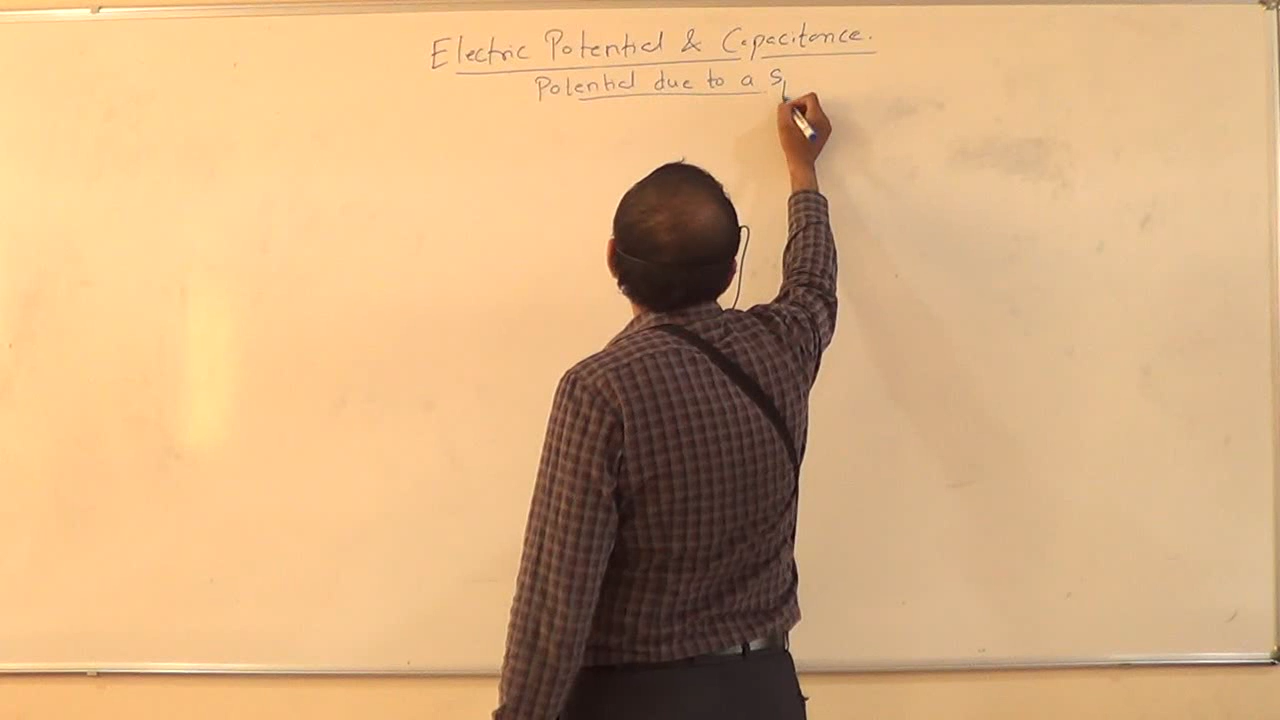 Electric Potential & Capacitance.
Potential due to a S